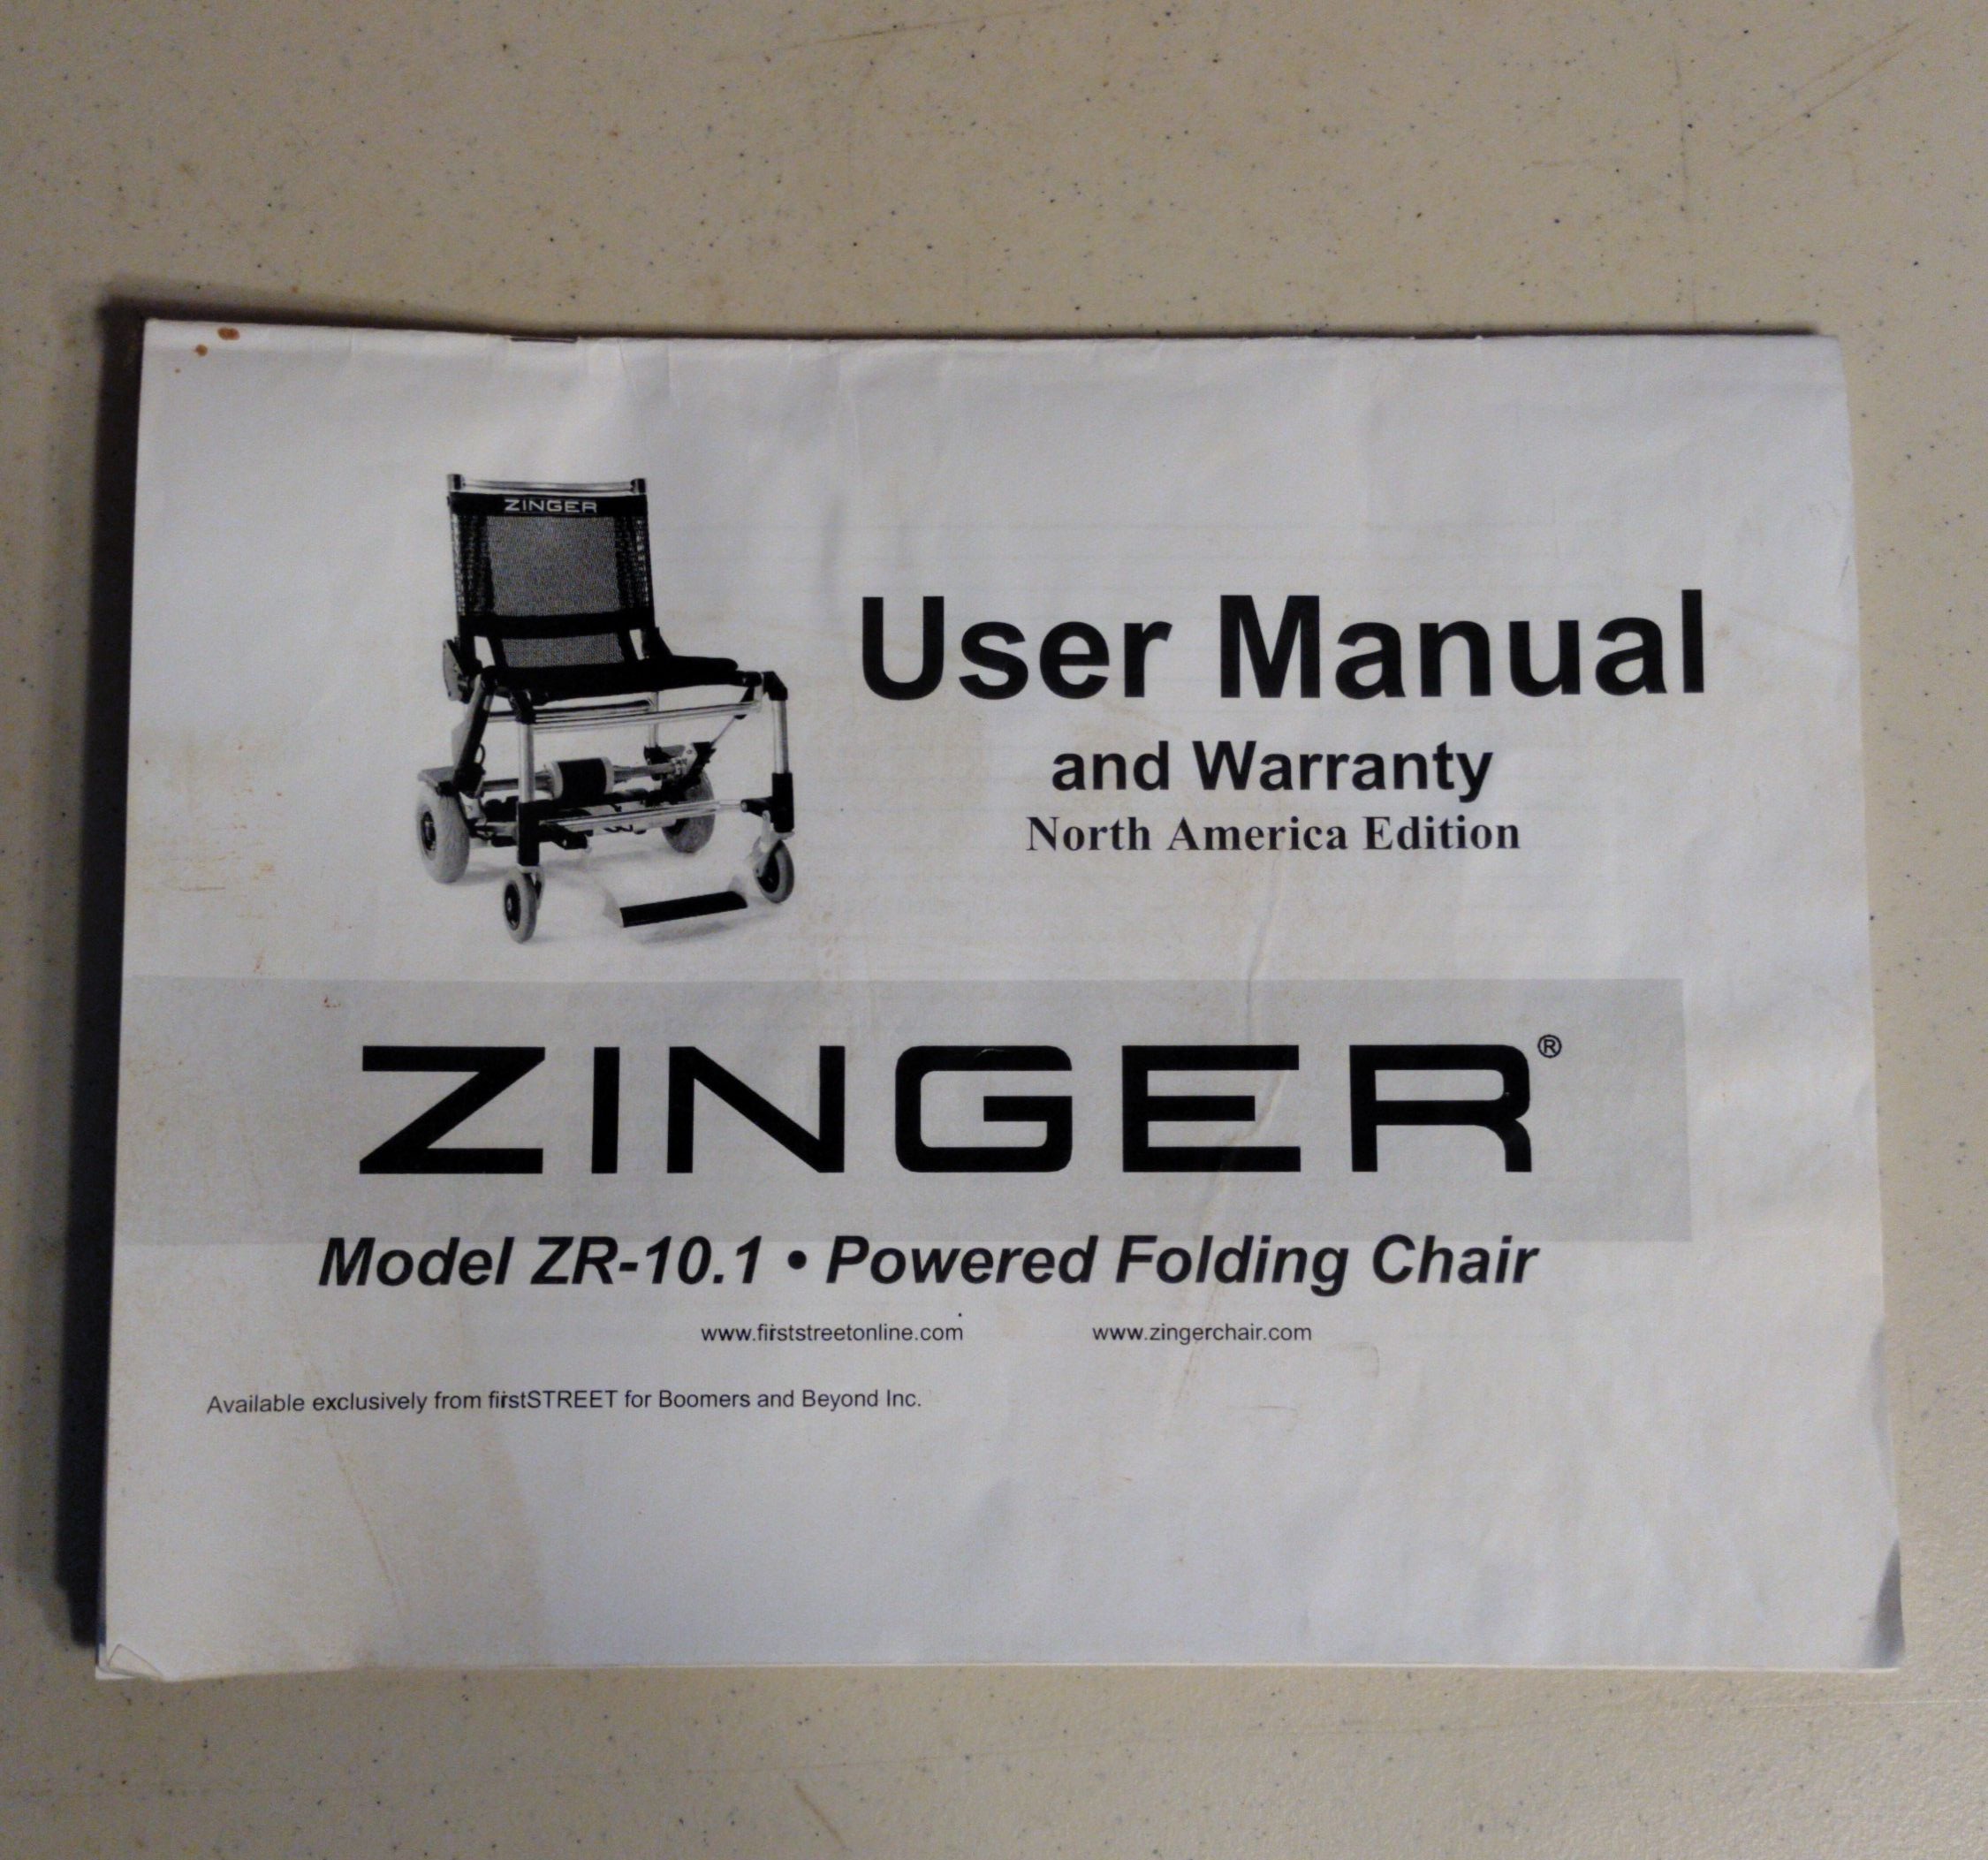 ZINGER
User Manual
and Warranty
North America Edition
ZINGER®
Model ZR-10.1 • Powered Folding Chair
www.firststreetonline.com www.zingerchair.com
Available exclusively from firstSTREET for Boomers and Beyond Inc.